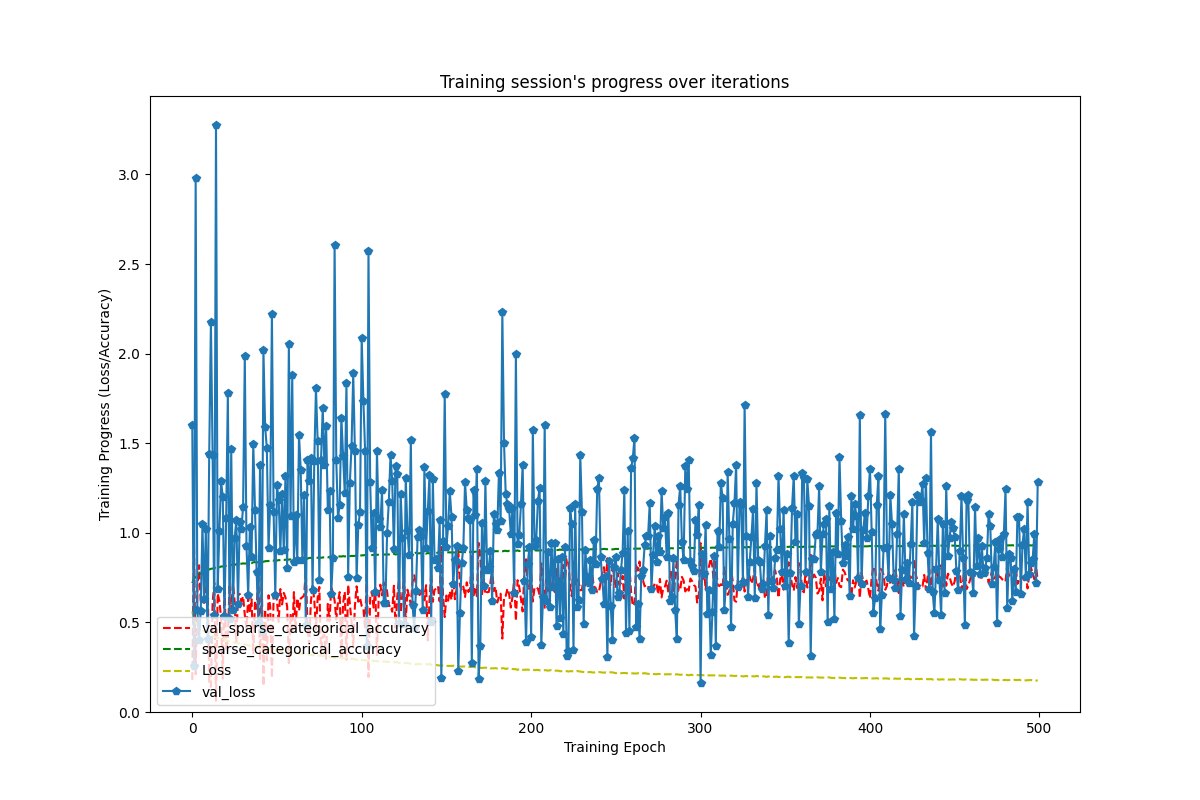 Training session's progress over iterations
Training Progress (Loss/Accuracy)
3.0
2.5
2.0
1.5
1.0
0.5
0.0
val_sparse_categorical_accuracy
sparse_categorical_accuracy
Loss
val_loss
0 100 200 300 400 500
Training Epoch